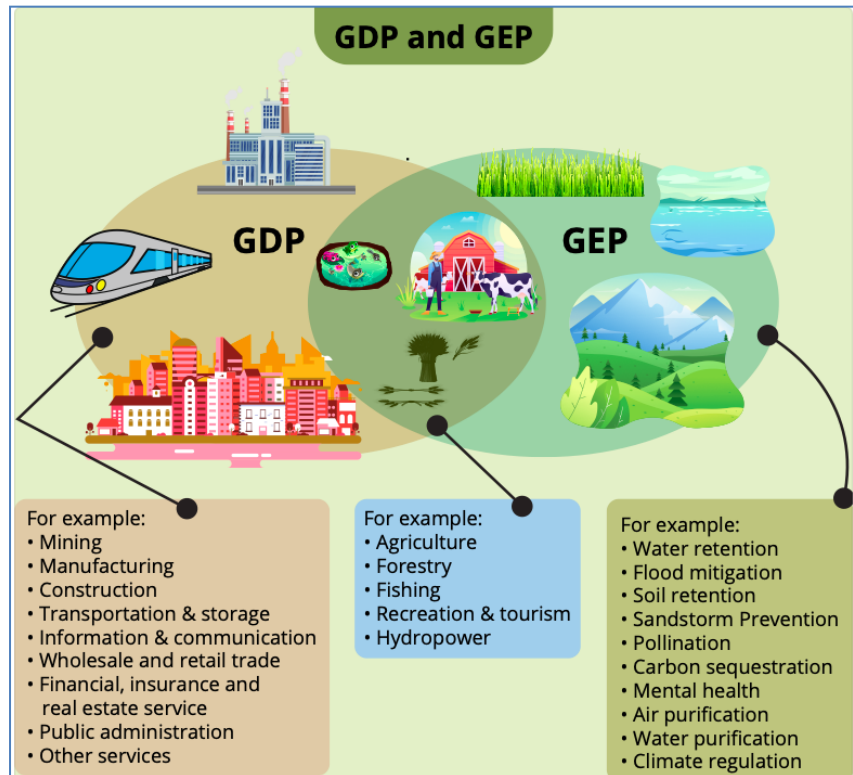 GDP and GEP
GDP
GEP
For example:
• Mining
• Manufacturing
• Construction
• Transportation & storage
• Information & communication
• Wholesale and retail trade
• Financial, insurance and
real estate service
• Public administration
• Other services
For example:
• Agriculture
• Forestry
• Fishing
• Recreation & tourism
• Hydropower
For example:
• Water retention
• Flood mitigation
• Soil retention
• Sandstorm Prevention
• Pollination
• Carbon sequestration
• Mental health
• Air purification
• Water purification
• Climate regulation